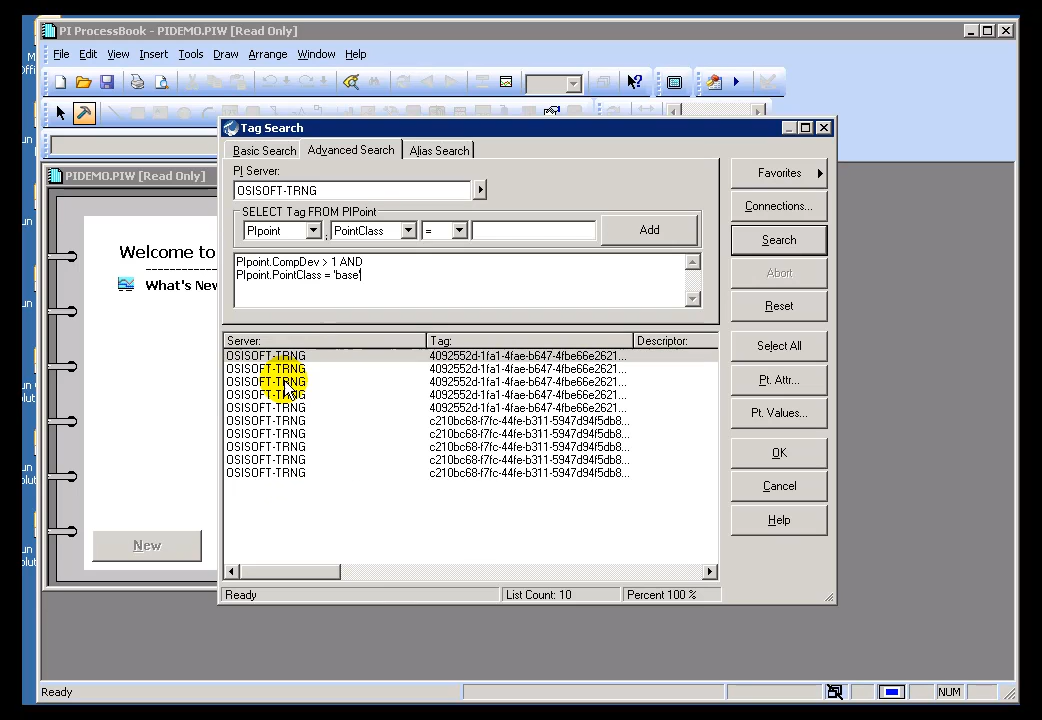 PI ProcessBook - PIDEMO.PIW [Read Only]
File Edit View Insert Tools Draw Arrange Window Help
Tag Search
Basic Search Advanced Search Alias Search
PI Server:
OSISOFT-TRNG
SELECT Tag FROM PIPoint
PIpoint : PointClass = Add
PIpoint.CompDev > 1 AND
PIpoint.PointClass = 'base'
Favorites
Connections...
Search
Abort
Reset
Select All
Pt. Attr...
Pt. Values...
OK
Cancel
Help
Server: Tag: Descriptor:
OSISOFT-TRNG 4092552d-1fa1-4fae-b647-4fbe66e2621...
OSISOFT-TRNG 4092552d-1fa1-4fae-b647-4fbe66e2621...
OSISOFT-TRNG 4092552d-1fa1-4fae-b647-4fbe66e2621...
OSISOFT-TRNG 4092552d-1fa1-4fae-b647-4fbe66e2621...
OSISOFT-TRNG 4092552d-1fa1-4fae-b647-4fbe66e2621...
OSISOFT-TRNG c210bc68-f7fc-44fe-b311-5947d94f5db8...
OSISOFT-TRNG c210bc68-f7fc-44fe-b311-5947d94f5db8...
OSISOFT-TRNG c210bc68-f7fc-44fe-b311-5947d94f5db8...
OSISOFT-TRNG c210bc68-f7fc-44fe-b311-5947d94f5db8...
OSISOFT-TRNG c210bc68-f7fc-44fe-b311-5947d94f5db8...
Ready List Count: 10 Percent 100 %
PIDEMO.PIW [Read Only]
Welcome to
What's New
New
Ready NUM